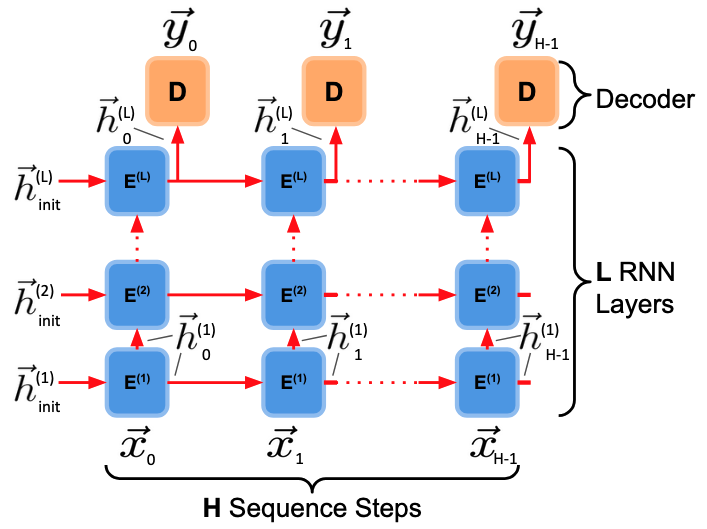 y⃗₀ y⃗₁ y⃗H-1
D D D
Decoder
h⃗₀⁽ᴸ⁾ h⃗₁⁽ᴸ⁾ h⃗H-1⁽ᴸ⁾
h⃗init⁽ᴸ⁾ E⁽ᴸ⁾ E⁽ᴸ⁾ E⁽ᴸ⁾
L RNN
Layers
h⃗init⁽²⁾ E⁽²⁾ E⁽²⁾ E⁽²⁾
h⃗₀⁽¹⁾ h⃗₁⁽¹⁾ h⃗H-1⁽¹⁾
h⃗init⁽¹⁾ E⁽¹⁾ E⁽¹⁾ E⁽¹⁾
x⃗₀ x⃗₁ x⃗H-1
H Sequence Steps